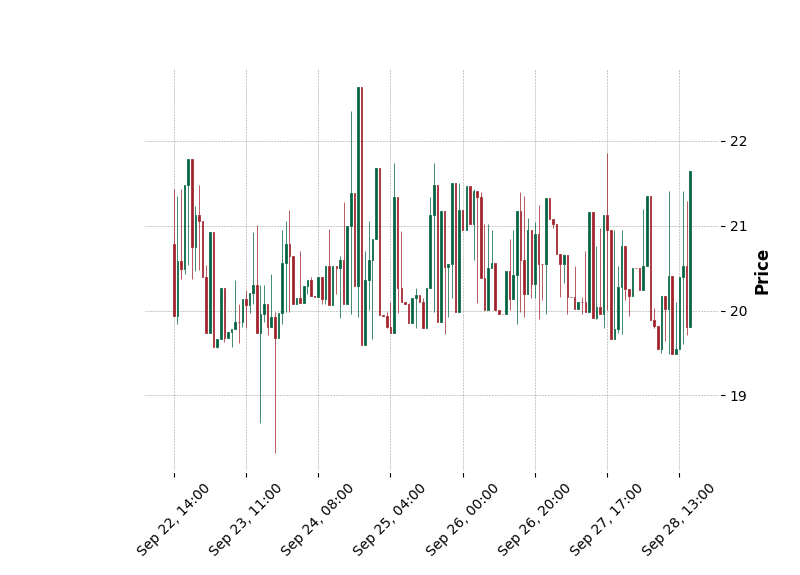 22
21
20
19
Price
Sep 22, 14:00
Sep 23, 11:00
Sep 24, 08:00
Sep 25, 04:00
Sep 26, 00:00
Sep 26, 20:00
Sep 27, 17:00
Sep 28, 13:00